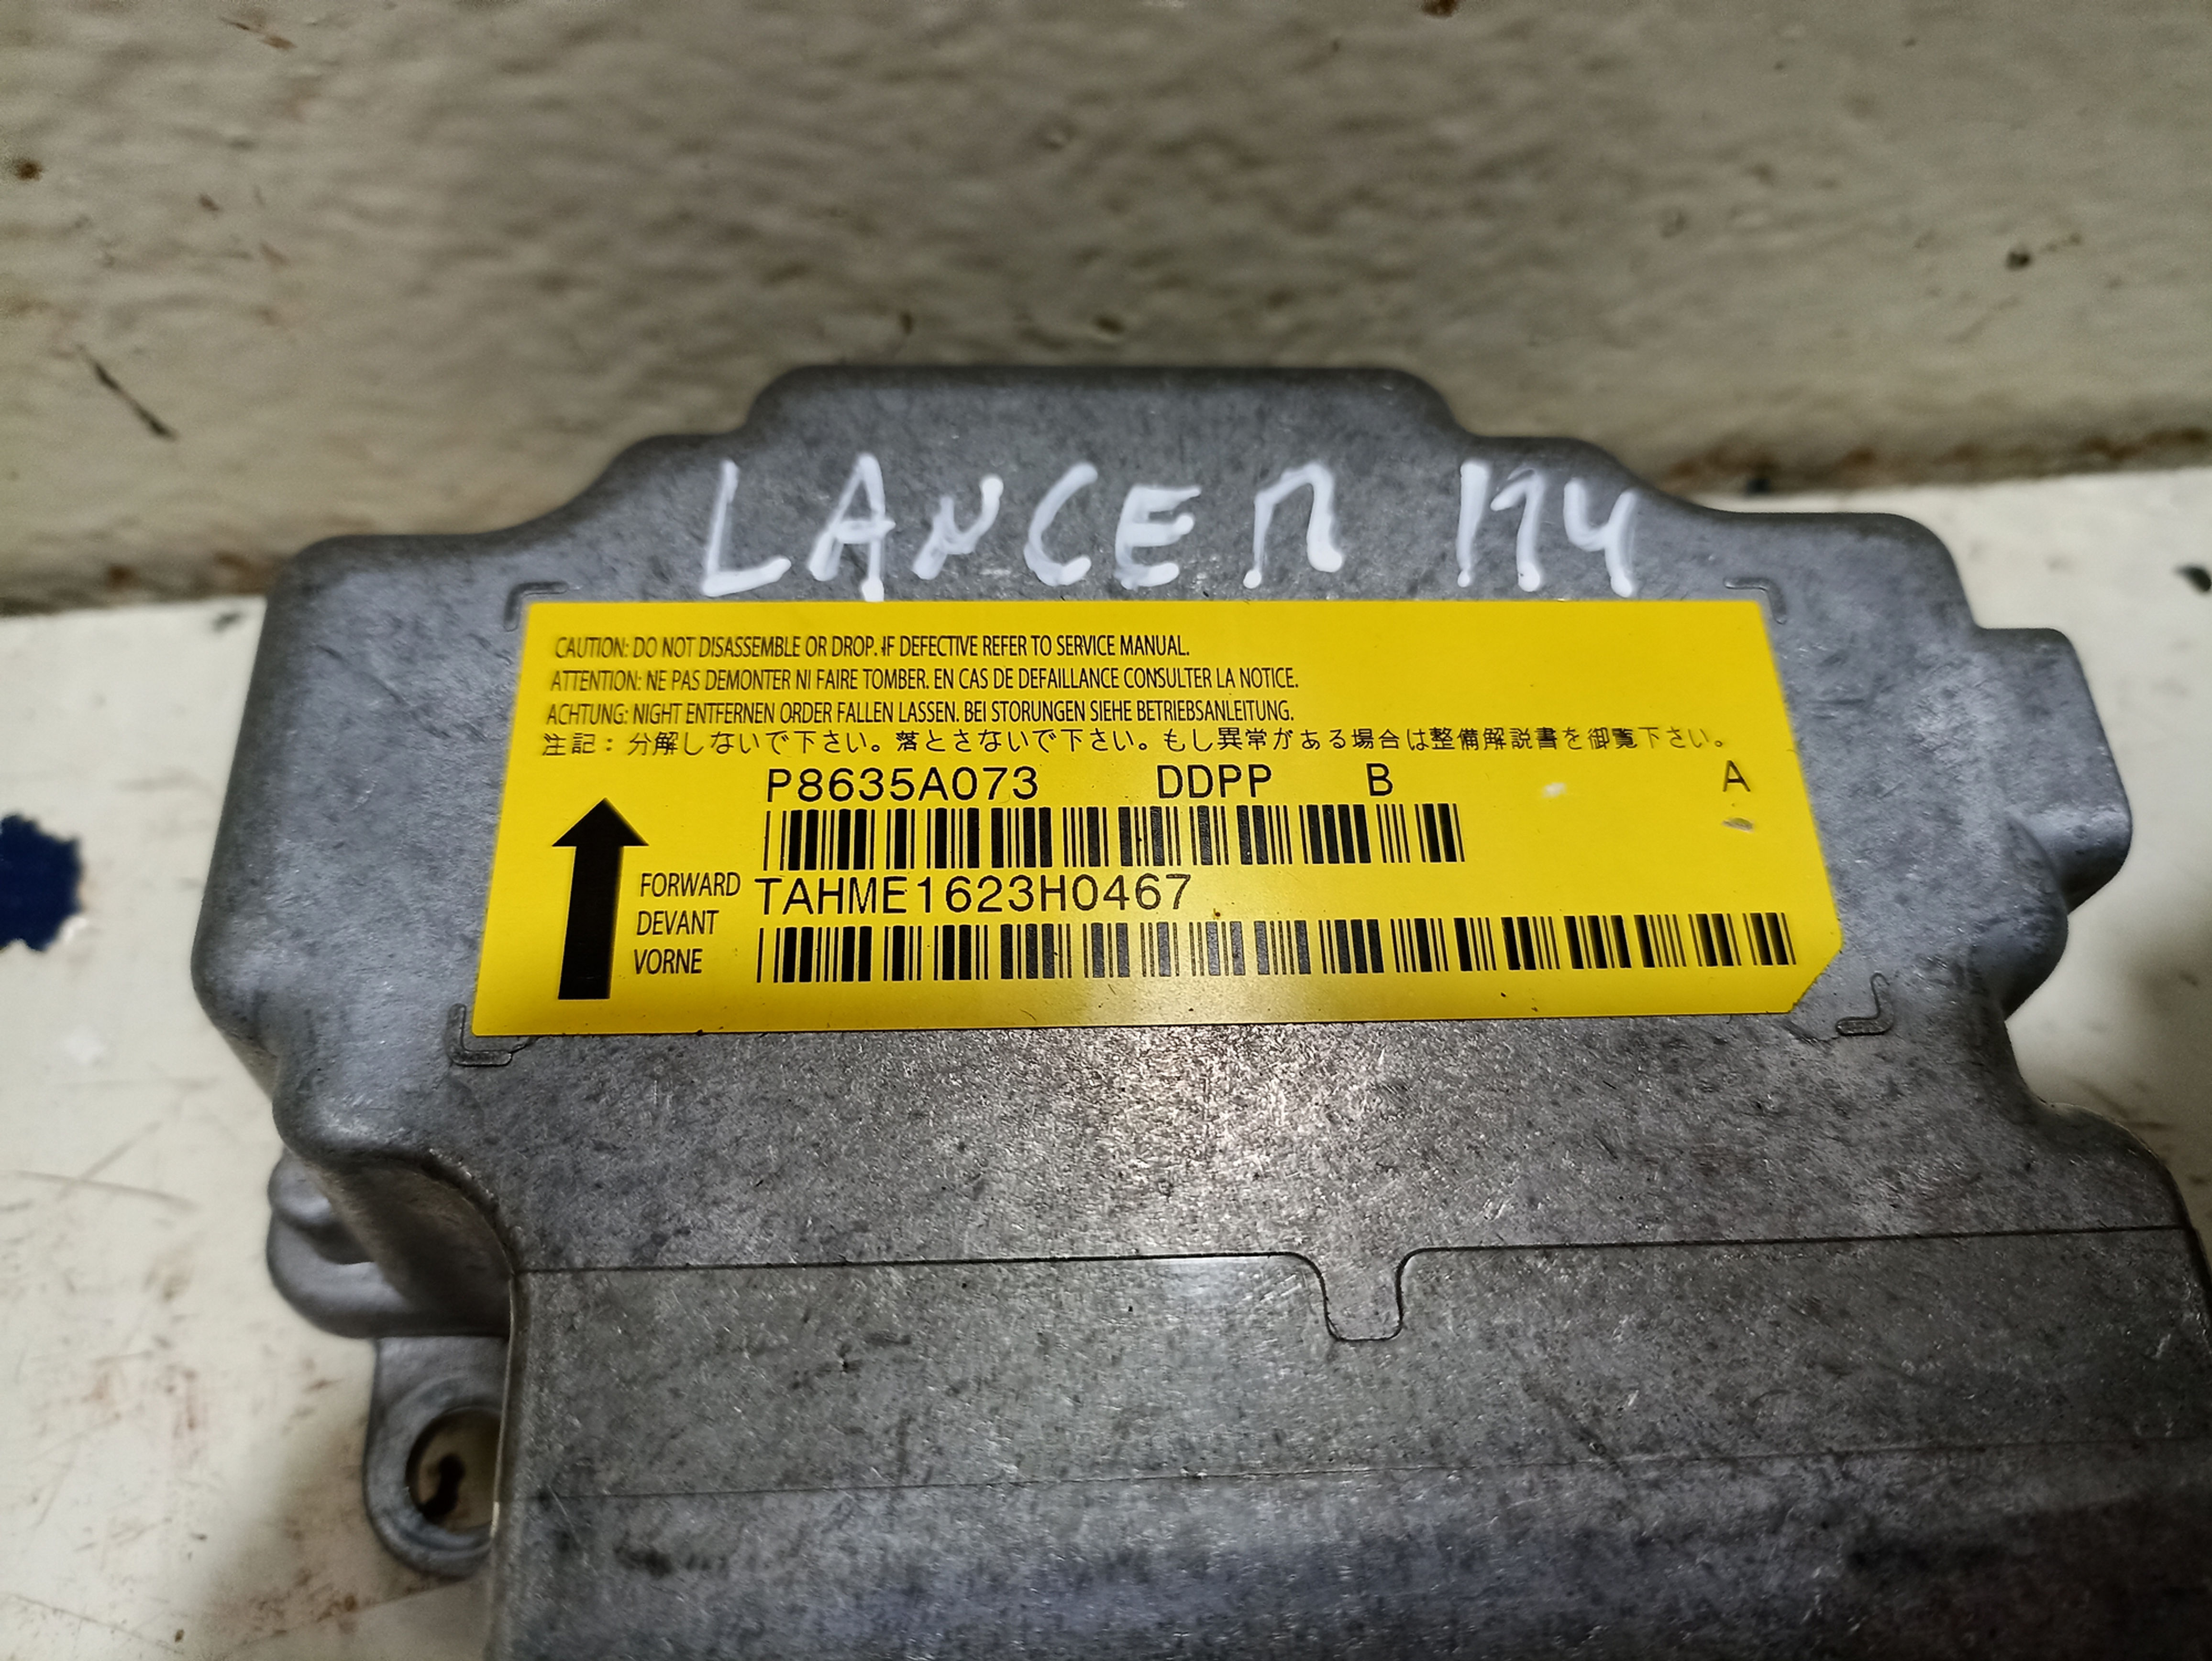 LANCER 114
CAUTION: DO NOT DISASSEMBLE OR DROP. IF DEFECTIVE REFER TO SERVICE MANUAL.
ATTENTION: NE PAS DEMONTER NI FAIRE TOMBER. EN CAS DE DEFAILLANCE CONSULTER LA NOTICE.
ACHTUNG: NIGHT ENTFERNEN ORDER FALLEN LASSEN. BEI STORUNGEN SIEHE BETRIEBSANLEITUNG.
注記：分解しないで下さい。落とさないで下さい。もし異常がある場合は整備解説書を御覧下さい。
P8635A073 DDPP B A
FORWARD TAHME1623H0467
DEVANT
VORNE